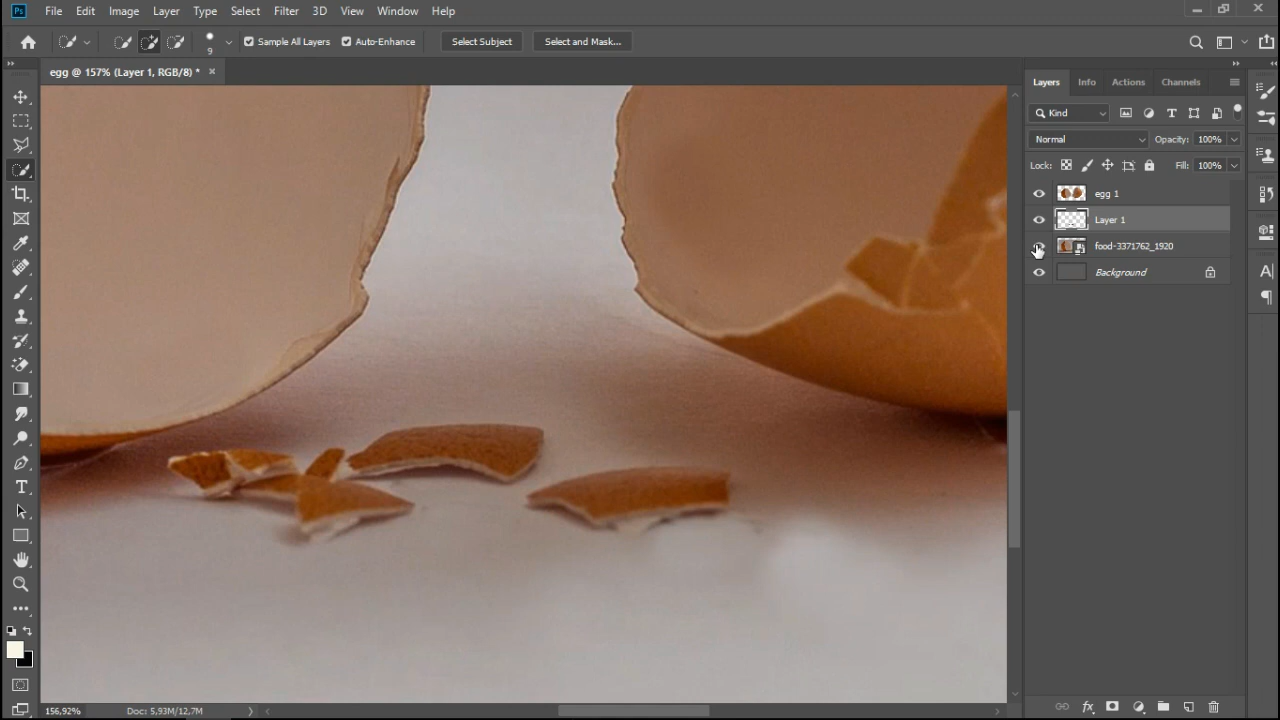 Ps File Edit Image Layer Type Select Filter 3D View Window Help
9 Sample All Layers Auto-Enhance Select Subject Select and Mask...
egg @ 157% (Layer 1, RGB/8) *
Layers Info Actions Channels
Kind
Normal Opacity: 100%
Lock: Fill: 100%
egg 1
Layer 1
food-3371762_1920
Background
156,92% Doc: 5,93M/12,7M